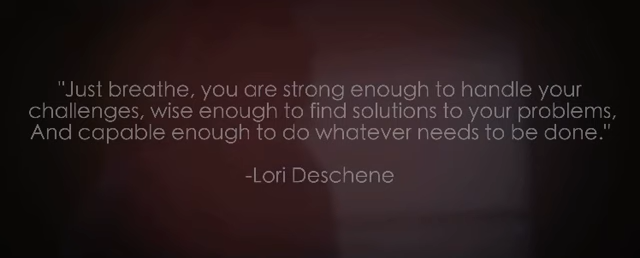 "Just breathe, you are strong enough to handle your
challenges, wise enough to find solutions to your problems,
And capable enough to do whatever needs to be done."
-Lori Deschene